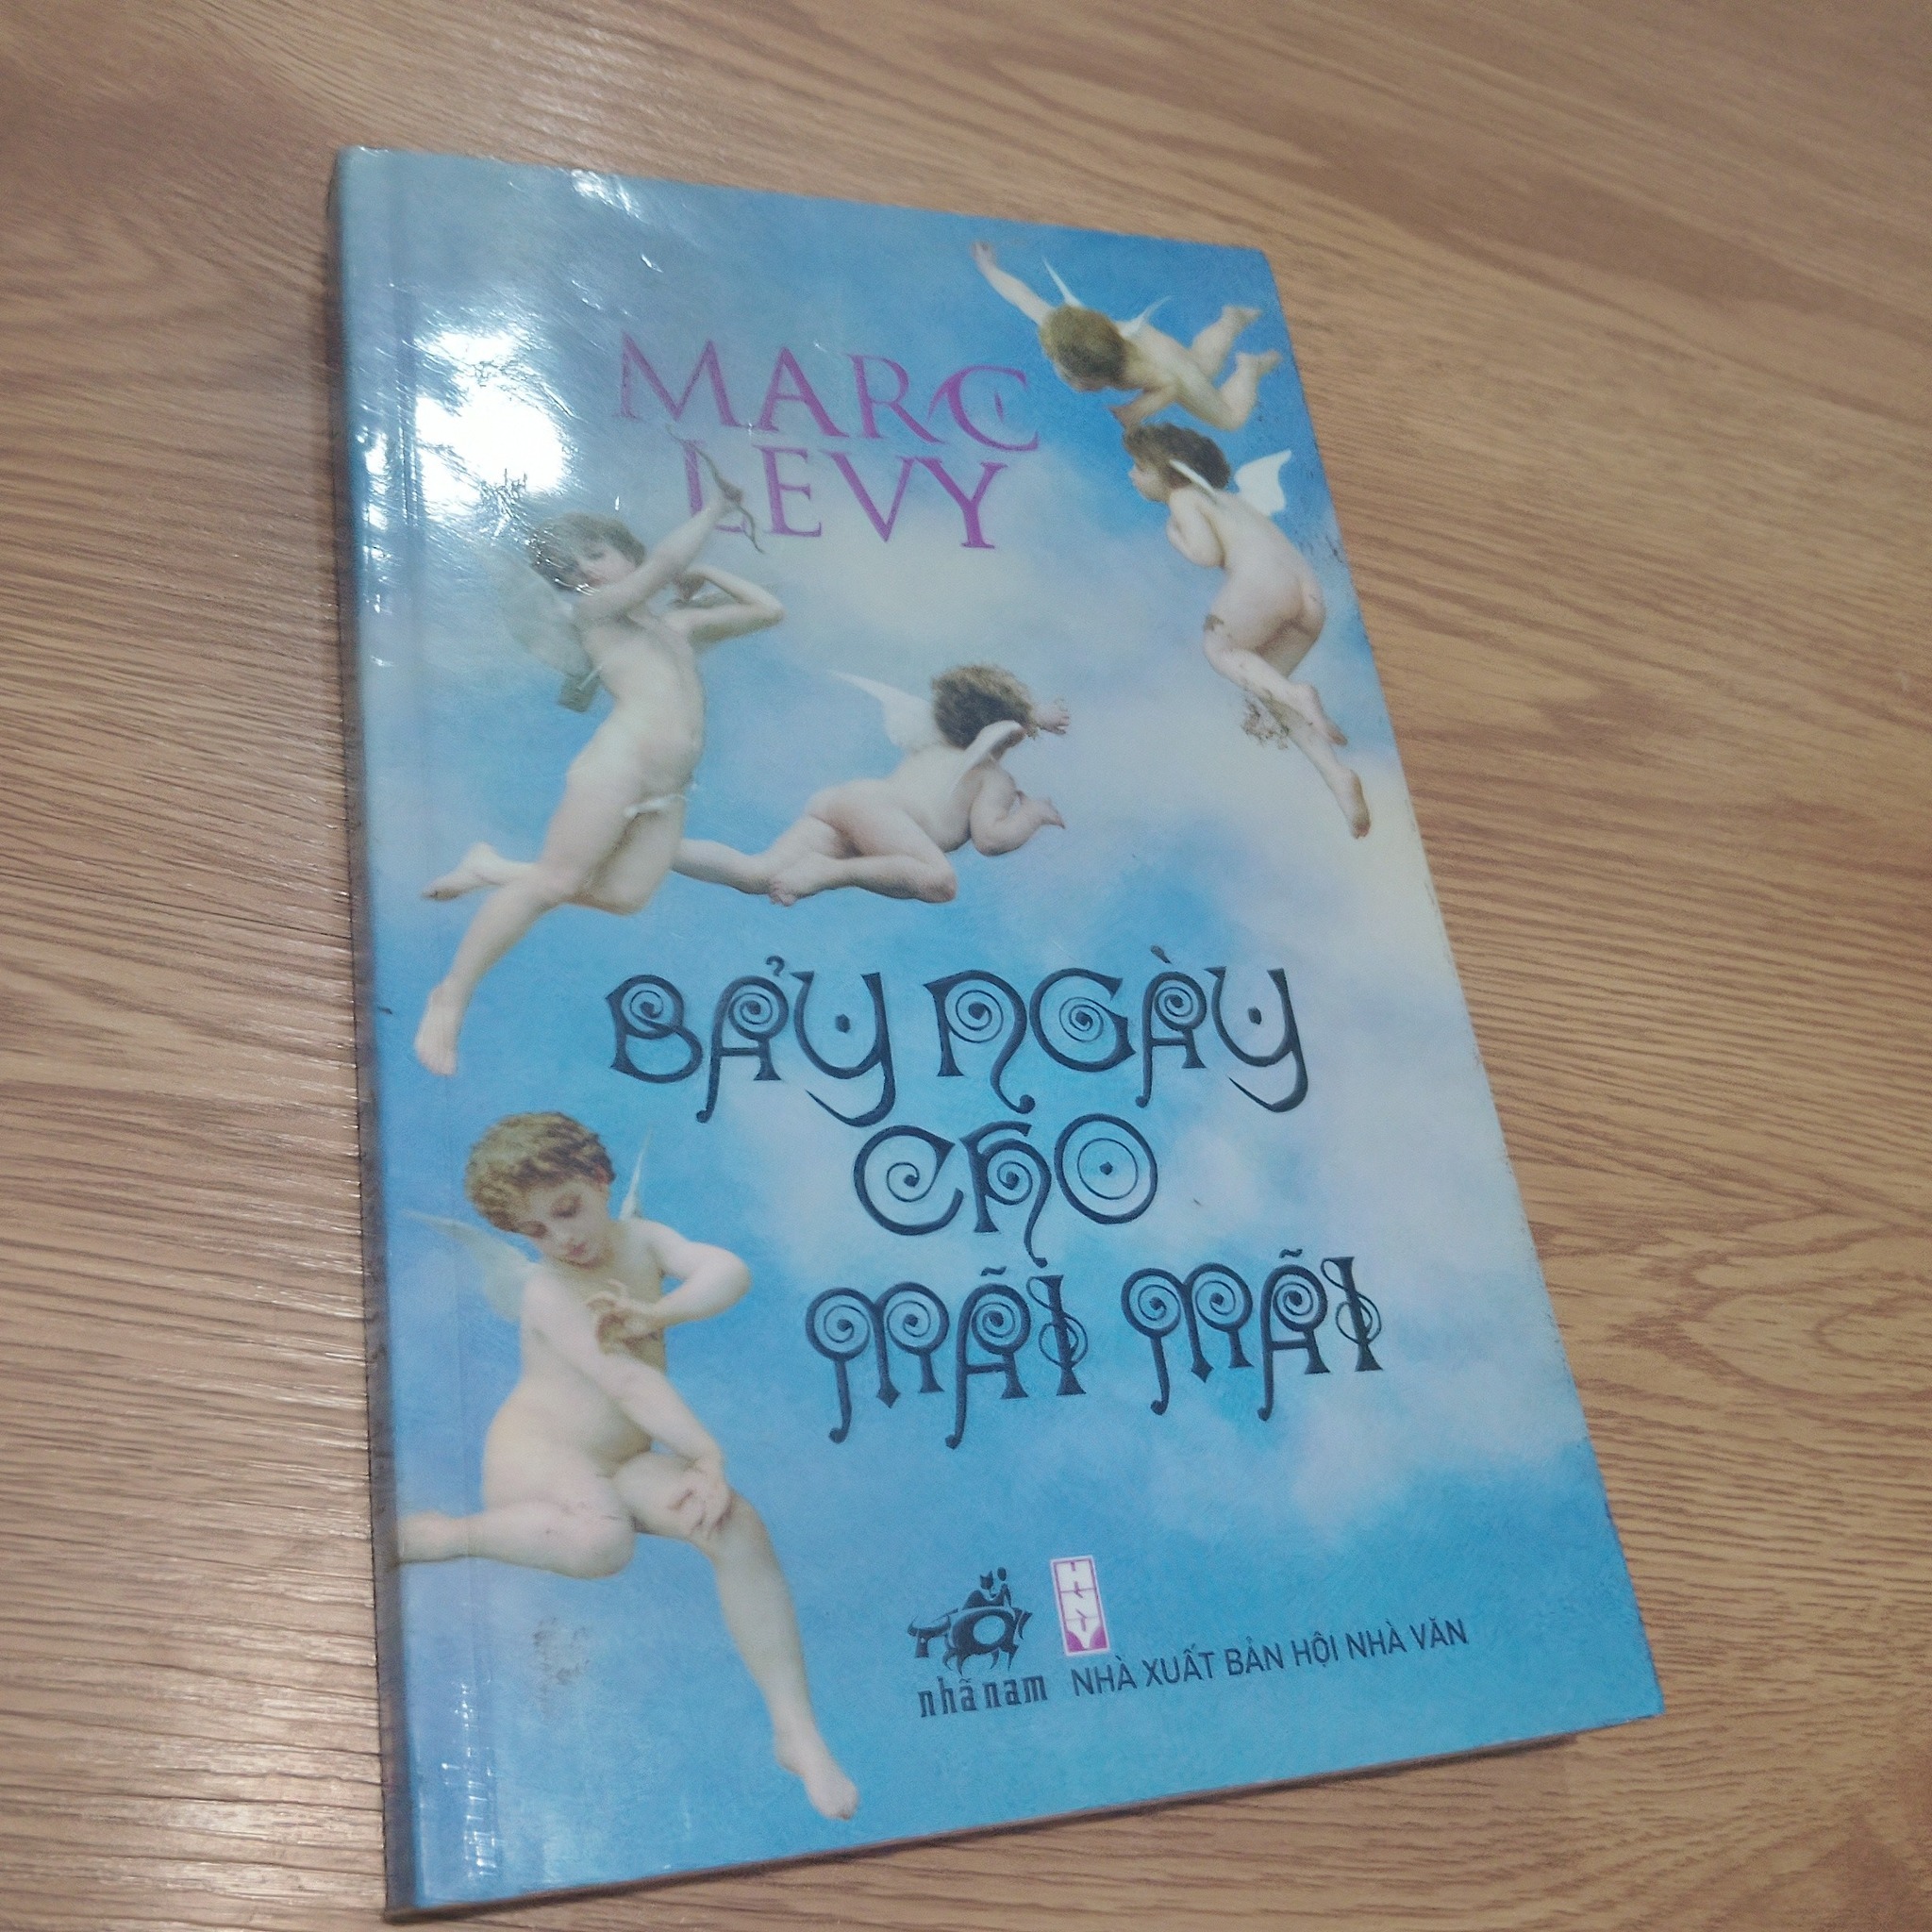 MARC
LEVY
BẢY NGÀY
CHO
MÃI MÃI
nhã nam
HNV
NHÀ XUẤT BẢN HỘI NHÀ VĂN